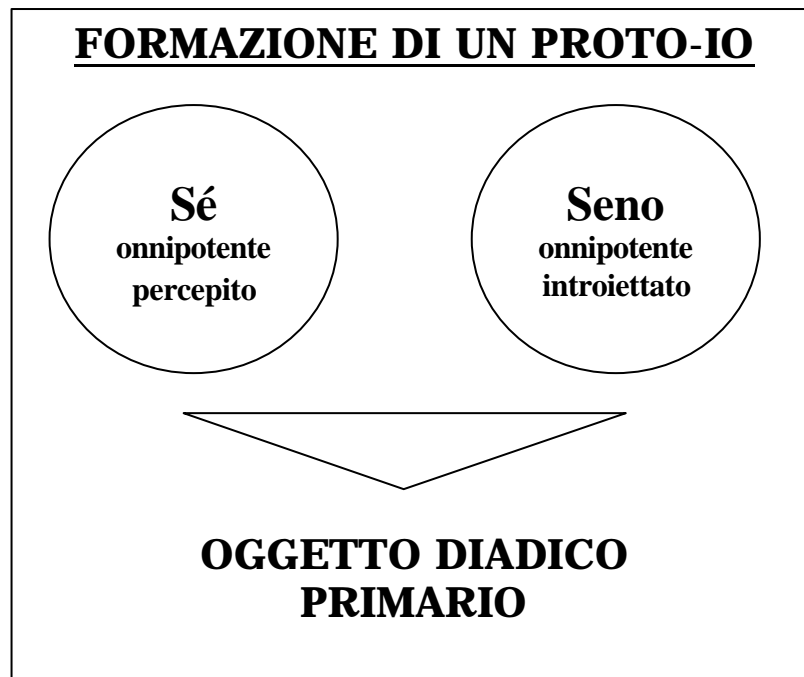 FORMAZIONE DI UN PROTO-IO
Sé
onnipotente
percepito
Seno
onnipotente
introiettato
OGGETTO DIADICO
PRIMARIO